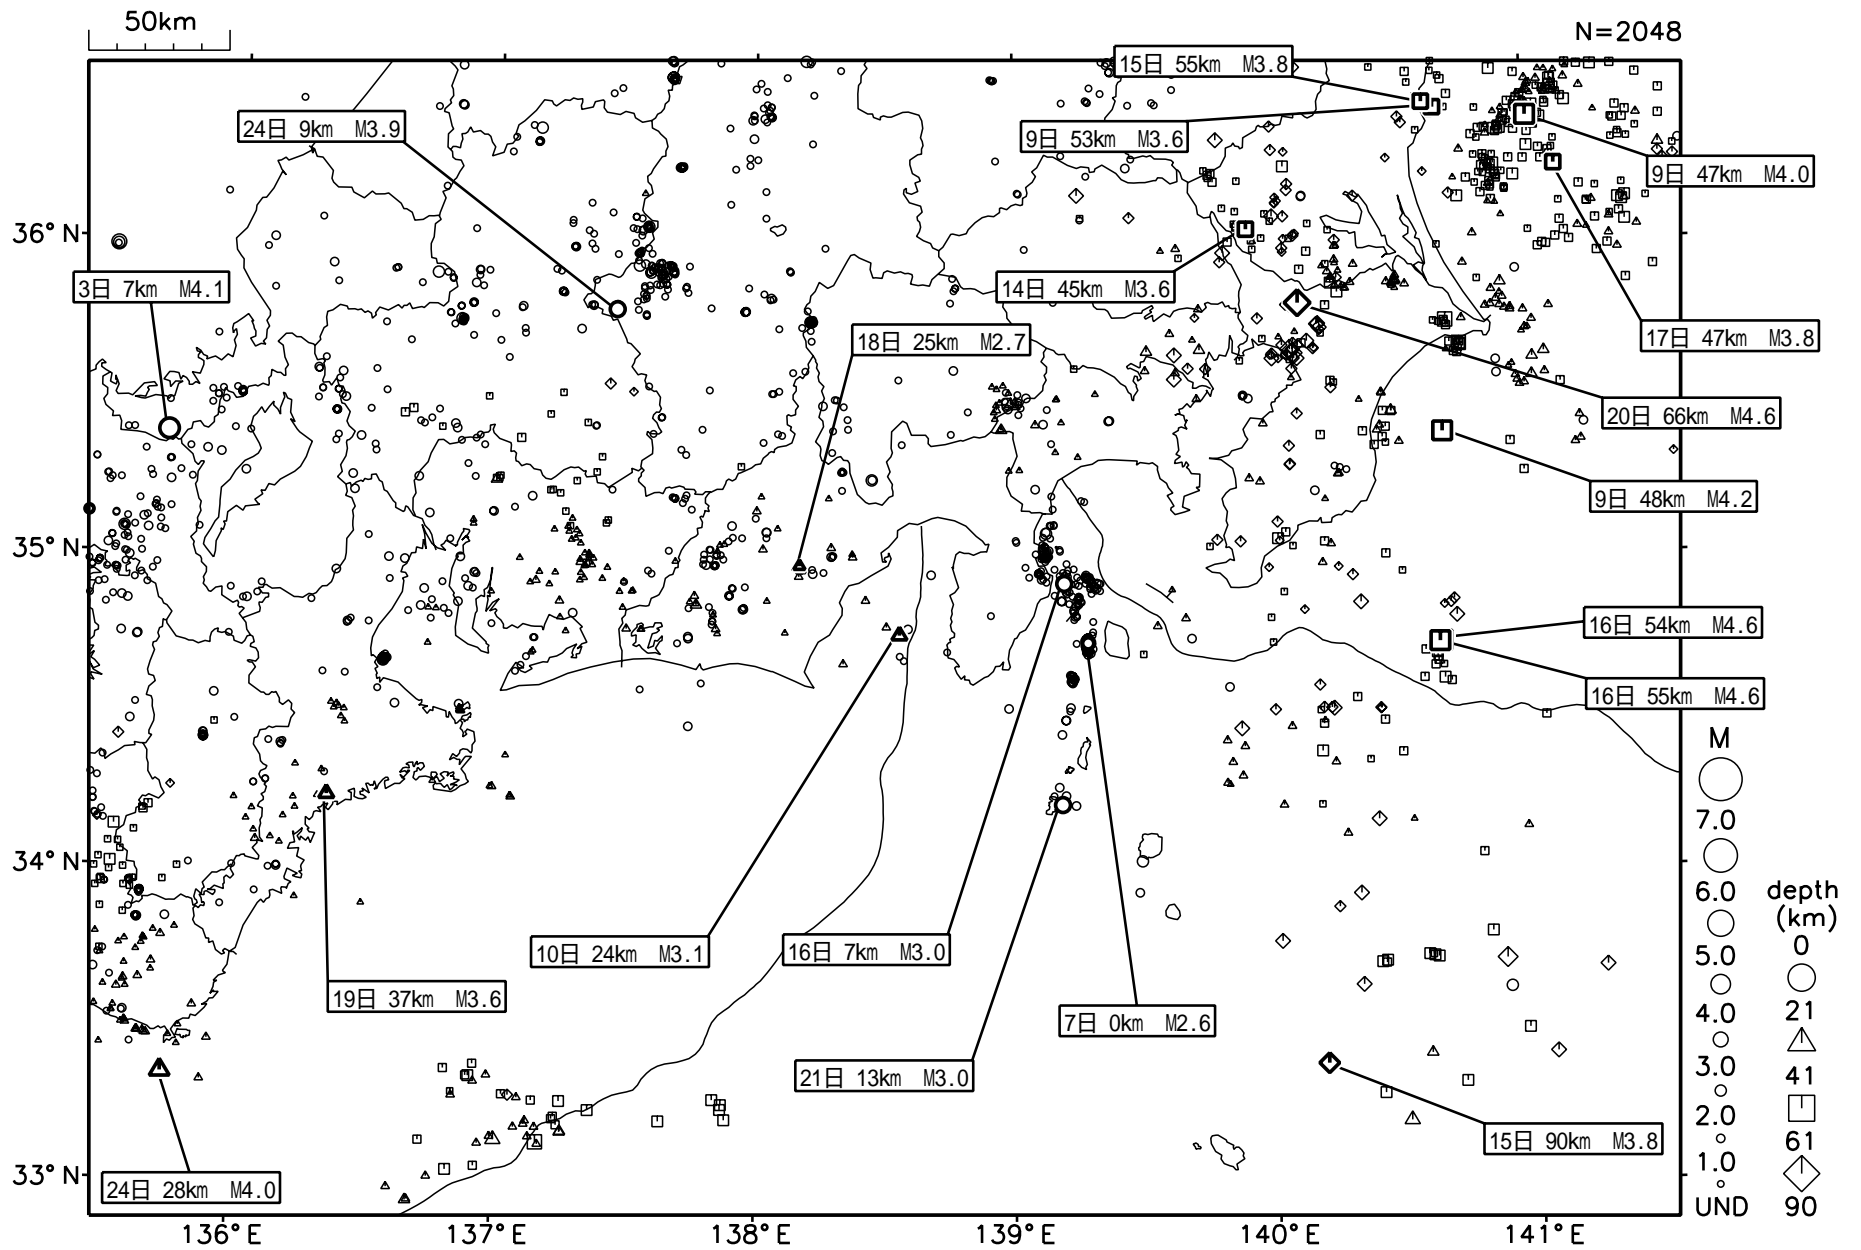 50km
N=2048
15日 55km M3.8
24日 9km M3.9
9日 53km M3.6
9日 47km M4.0
36°N
3日 7km M4.1
14日 45km M3.6
18日 25km M2.7
17日 47km M3.8
20日 66km M4.6
9日 48km M4.2
35°N
16日 54km M4.6
16日 55km M4.6
34°N
10日 24km M3.1
16日 7km M3.0
19日 37km M3.6
7日 0km M2.6
21日 13km M3.0
15日 90km M3.8
33°N
24日 28km M4.0
M
7.0
6.0
5.0
4.0
3.0
2.0
1.0
UND
depth
(km)
0
21
41
61
90
136°E
137°E
138°E
139°E
140°E
141°E